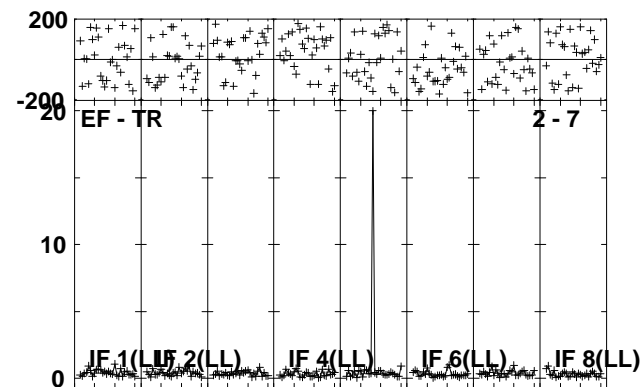 200
-200
20
EF - TR
2 - 7
10
IF 1(LL)
IF 2(LL)
IF 4(LL)
IF 6(LL)
IF 8(LL)
0